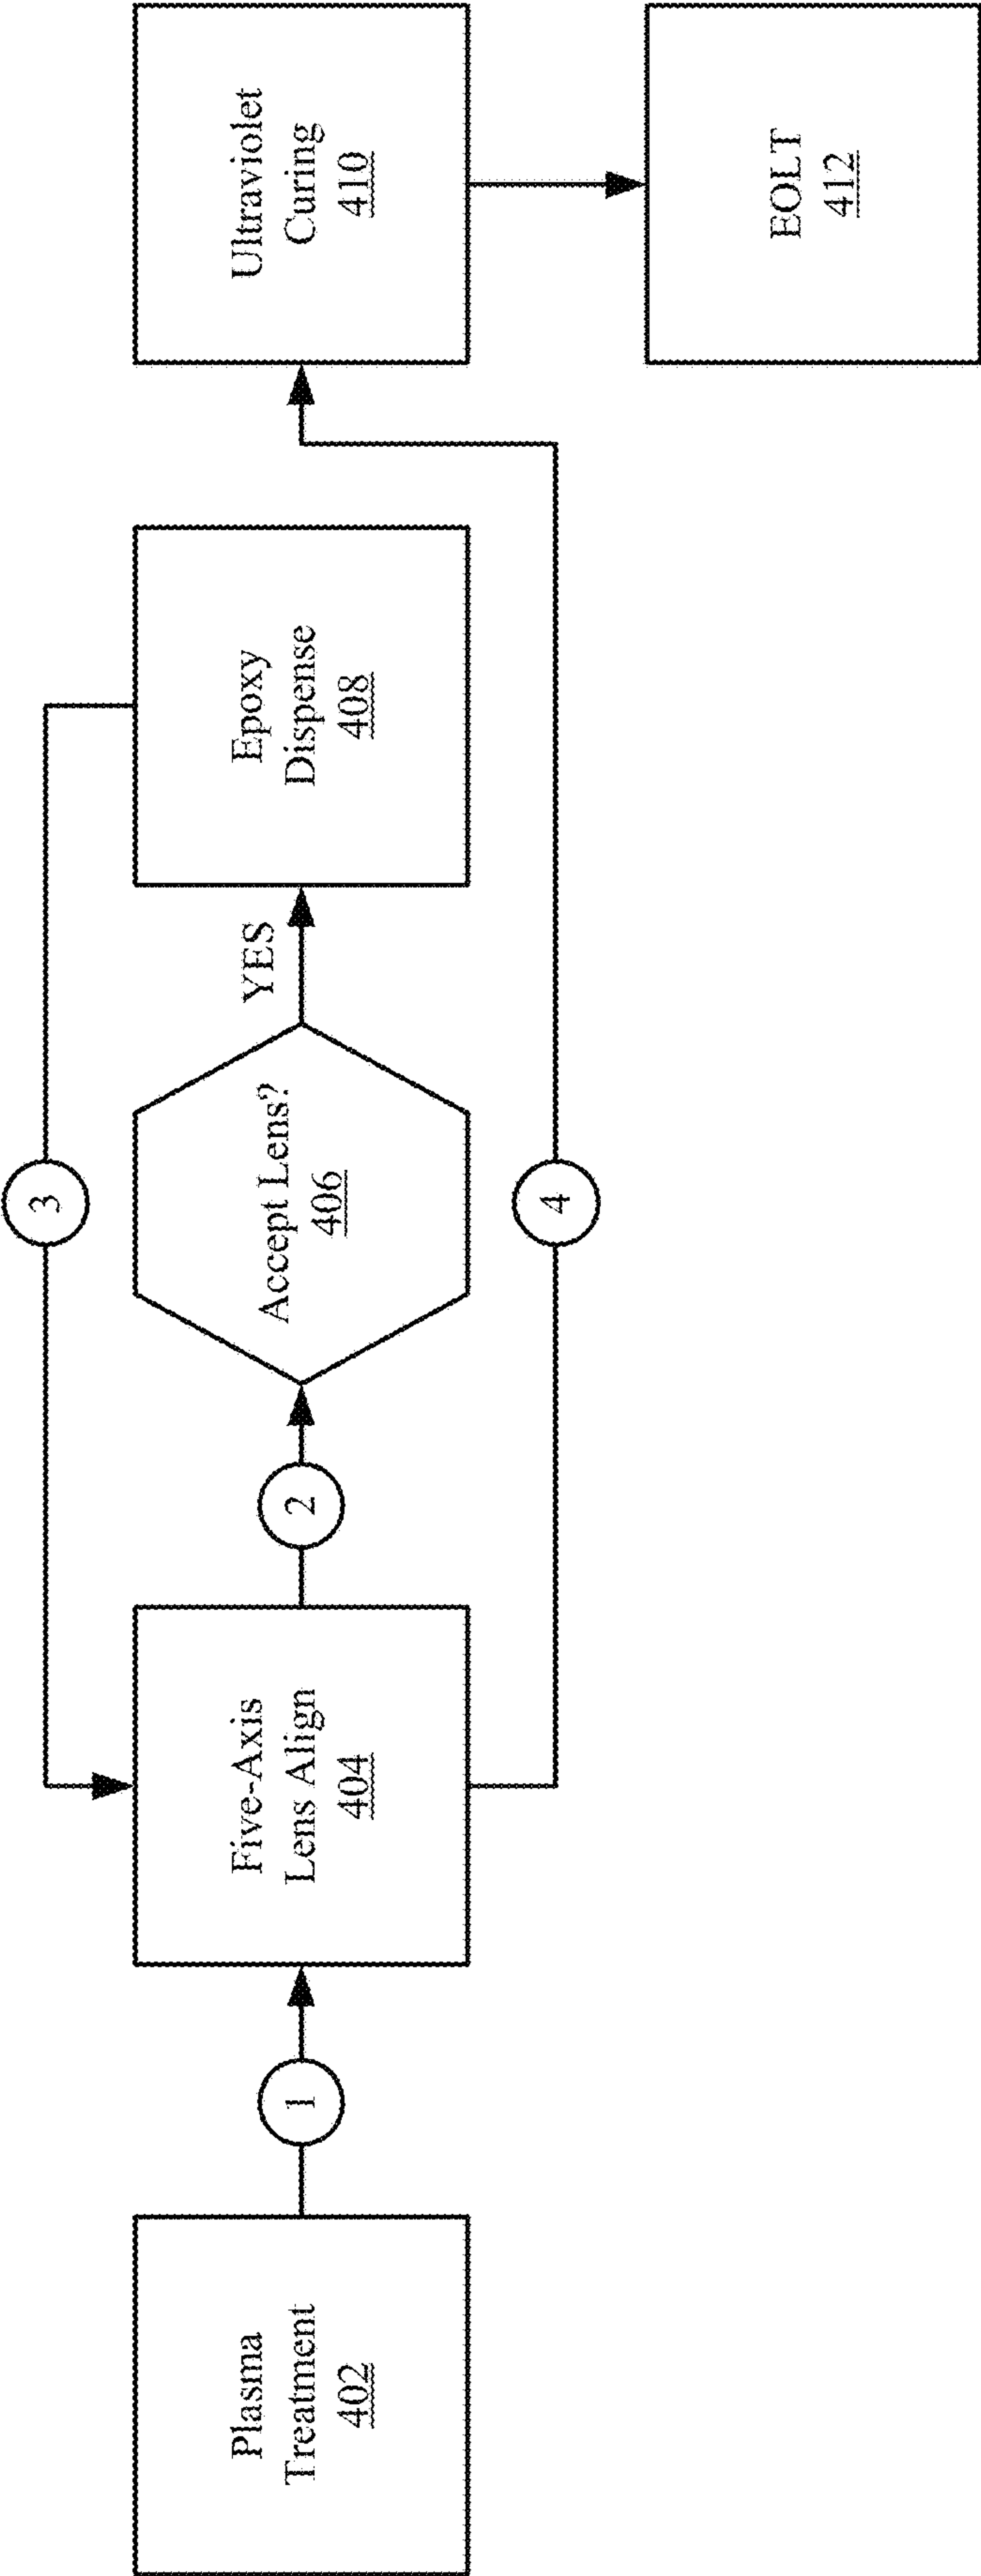 Plasma
Treatment
402
1
Five-Axis
Lens Align
404
2
Accept Lens?
406
YES
Epoxy
Dispense
408
3
4
Ultraviolet
Curing
410
EOLT
412